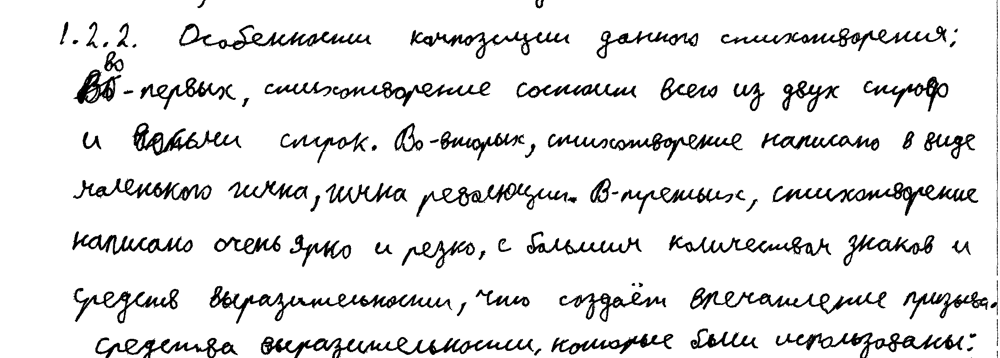 1.2.2. Особенности композиции данного стихотворения:
во-первых, стихотворение состоит всего из двух строф
и строк. Во-вторых, стихотворение написано в виде
маленького гимна, гимна революции. В-третьих, стихотворение
написано очень ярко и резко, с большим количеством знаков и
средств выразительности, что создаёт впечатление призыва.
Средства выразительности, которые были использованы: